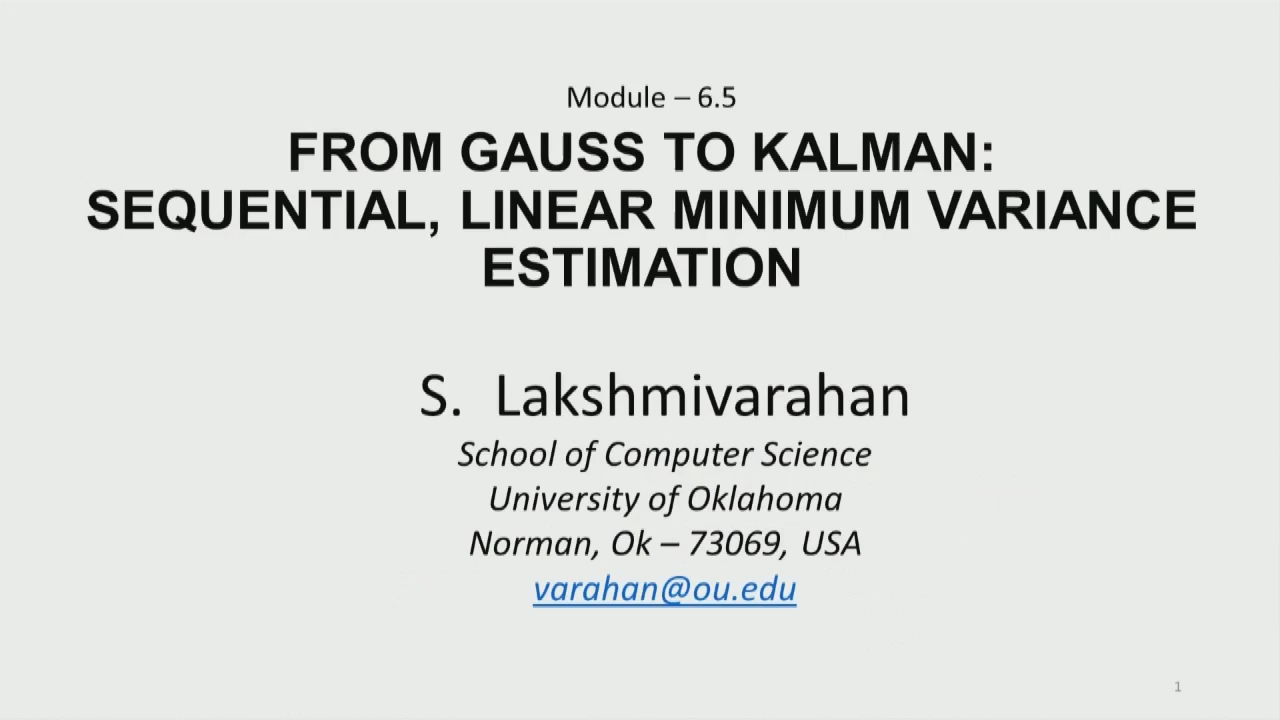 Module – 6.5
FROM GAUSS TO KALMAN:
SEQUENTIAL, LINEAR MINIMUM VARIANCE
ESTIMATION
S. Lakshmivarahan
School of Computer Science
University of Oklahoma
Norman, Ok – 73069, USA
varahan@ou.edu
1